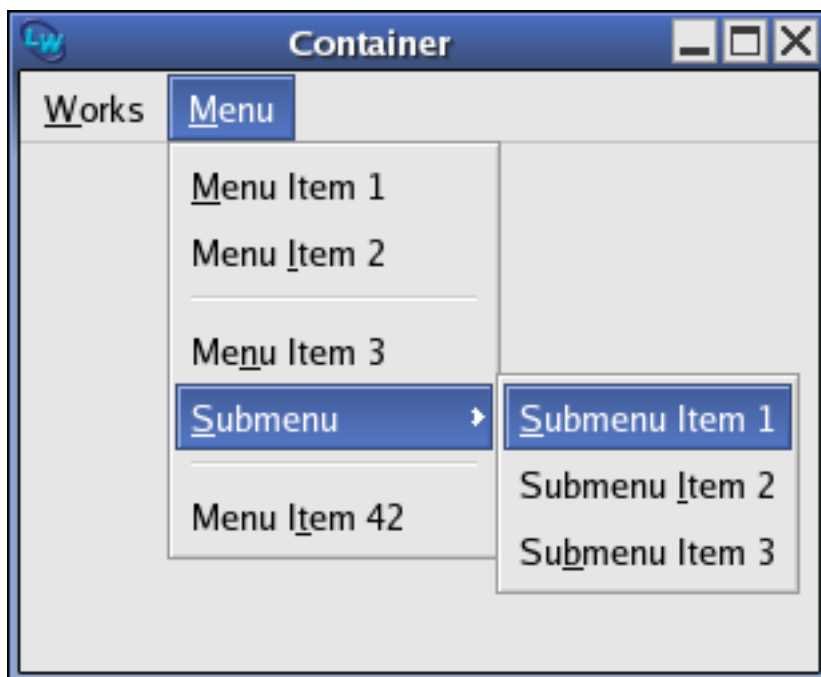 LW Container
Works Menu
Menu Item 1
Menu Item 2
Menu Item 3
Submenu
Menu Item 42
Submenu Item 1
Submenu Item 2
Submenu Item 3